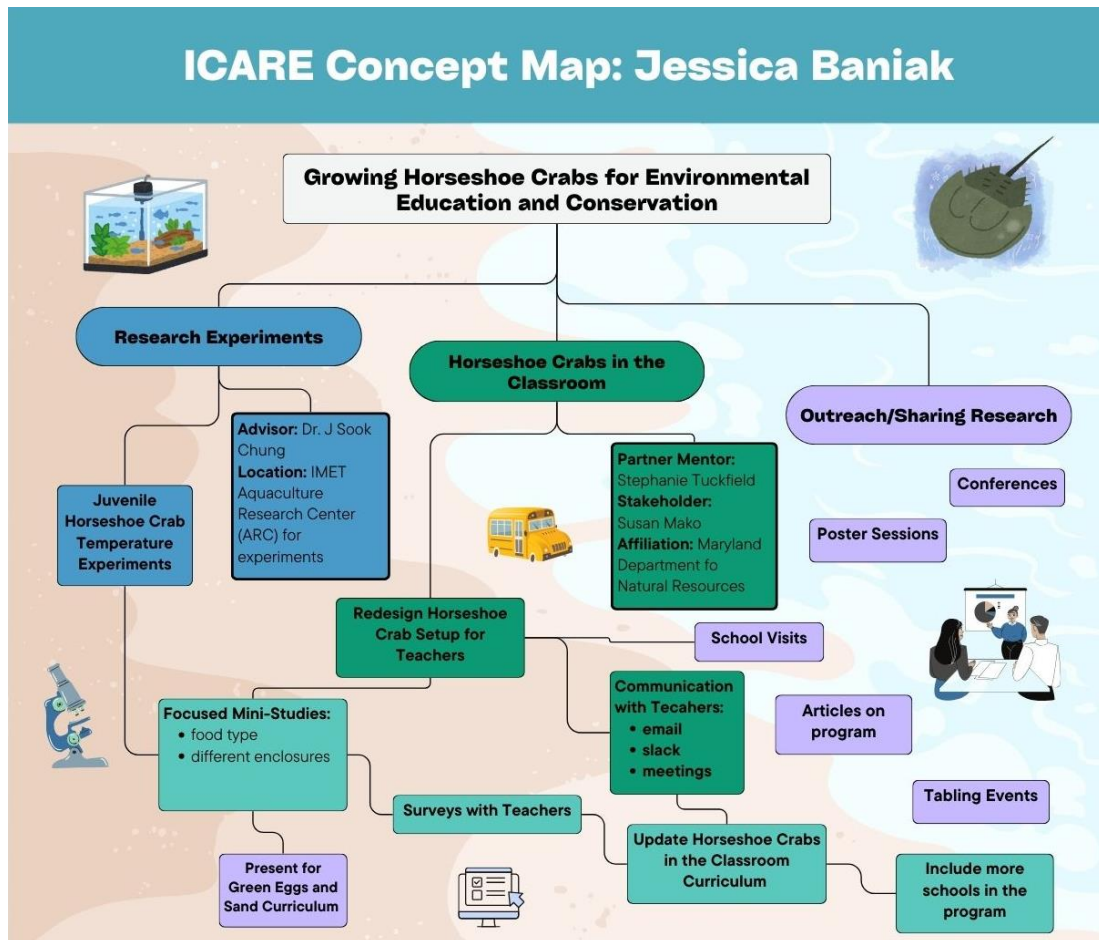 ICARE Concept Map: Jessica Baniak
Growing Horseshoe Crabs for Environmental
Education and Conservation
Research Experiments
Horseshoe Crabs in the
Classroom
Outreach/Sharing Research
Advisor: Dr. J Sook
Chung
Location: IMET
Aquaculture
Research Center
(ARC) for
experiments
Juvenile
Horseshoe Crab
Temperature
Experiments
Partner Mentor:
Stephanie Tuckfield
Stakeholder:
Susan Mako
Affiliation: Maryland
Department fo
Natural Resources
Conferences
Poster Sessions
Redesign Horseshoe
Crab Setup for
Teachers
School Visits
Focused Mini-Studies:
• food type
• different enclosures
Communication
with Tecahers:
• email
• slack
• meetings
Articles on
program
Tabling Events
Surveys with Teachers
Update Horseshoe Crabs
in the Classroom
Curriculum
Present for
Green Eggs and
Sand Curriculum
Include more
schools in the
program